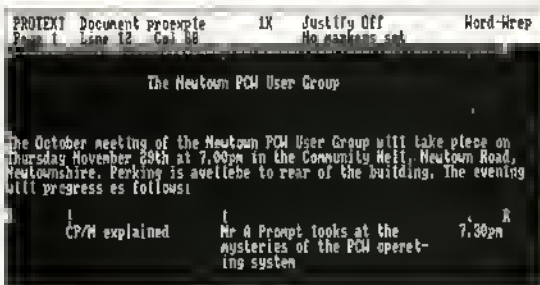 PROTEXT Document proexple 1X Justify Off Word-Wrap
Page 1 Line 12 Col 88 No markers set
The Newtown PCW User Group
The October meeting of the Newtown PCW User Group will take place on
Thursday November 29th at 7.00pm in the Community Hall, Newtown Road,
Newtownshire. Parking is availabe to rear of the building. The evening
will progress as follows:
L t R
CP/M explained Mr A Prompt looks at the 7.30pm
mysteries of the PCW operat-
ing system